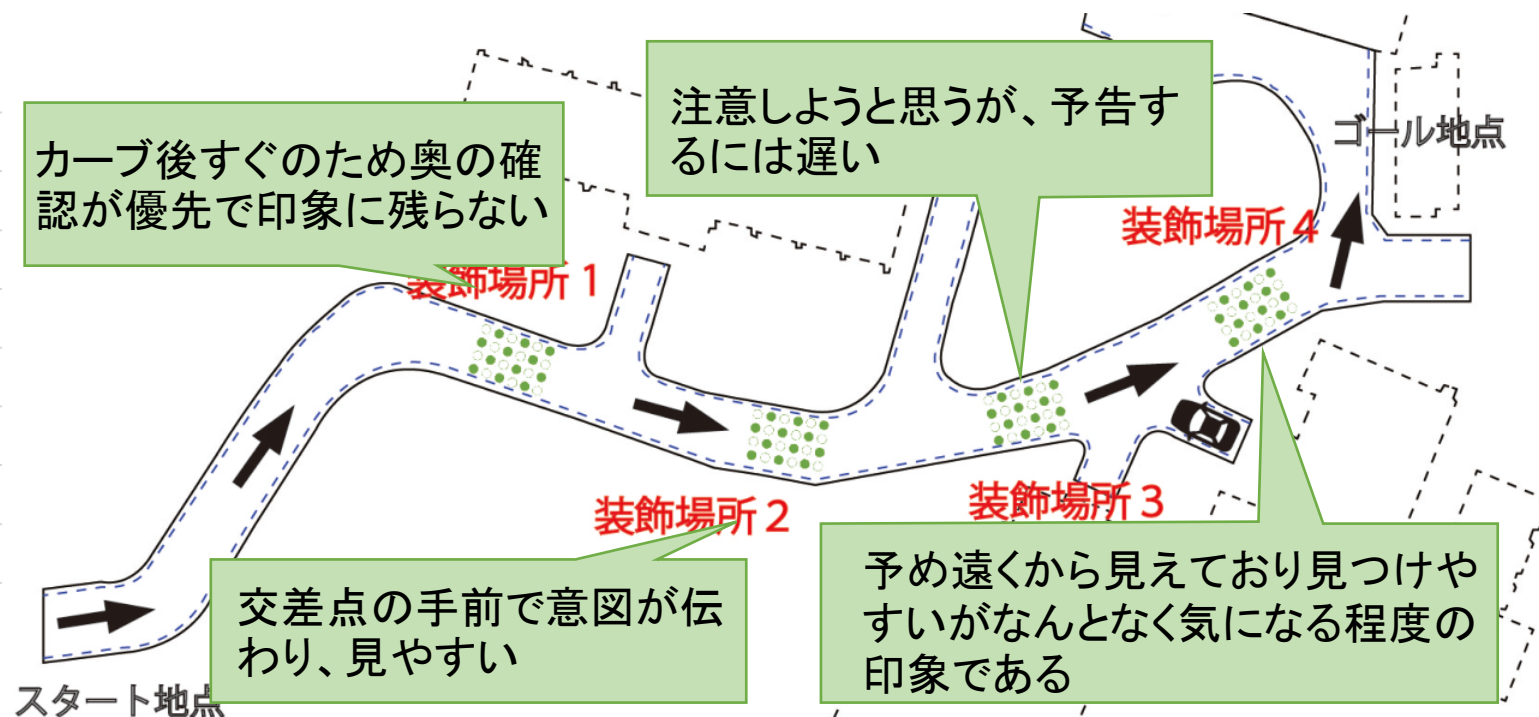 カーブ後すぐのため奥の確
認が優先で印象に残らない
注意しようと思うが、予告す
るには遅い
ゴール地点
装飾場所4
装飾場所1
装飾場所2
装飾場所3
交差点の手前で意図が伝
わり、見やすい
予め遠くから見えており見つけや
すいがなんとなく気になる程度の
印象である
スタート地点